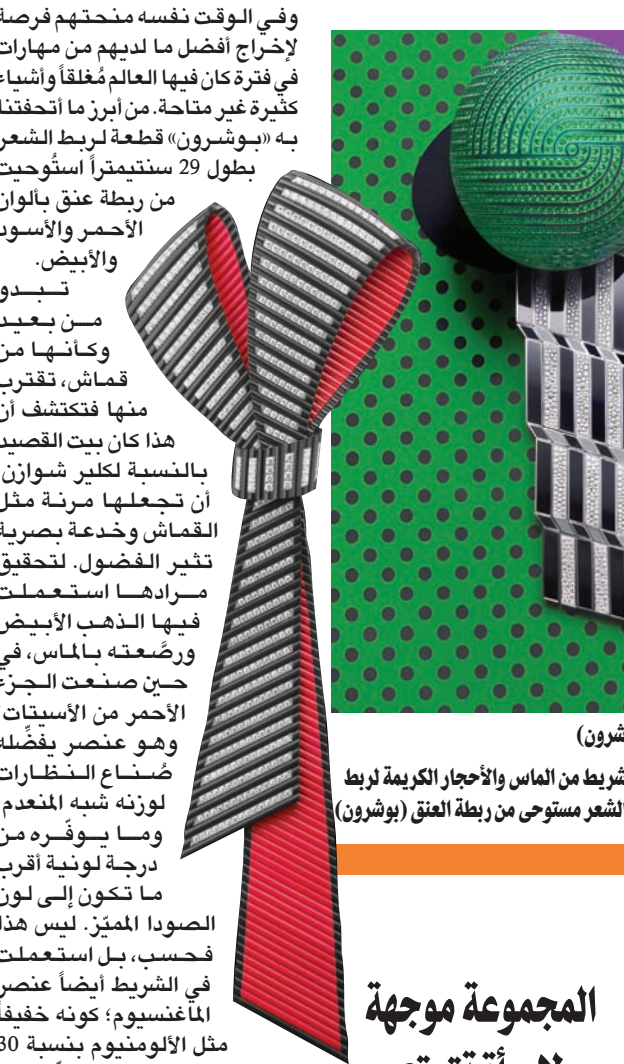 وفي الوقت نفسه منحتهم فرصة
لإخراج أفضل ما لديهم من مهارات
في فترة كان فيها العالم مُغلقاً وأشياء
كثيرة غير متاحة. من أبرز ما أتحفتنا
به «بوشرون» قطعة لربط الشعر
بطول 29 سنتيمتراً استُوحيت
من ربطة عنق بألوان
الأحمر والأسود
والأبيض.
تبدو
من بعيد
وكأنها من
قماش، تقترب
منها فتكتشف أن
هذا كان بيت القصيد
بالنسبة لكلير شوازن:
أن تجعلها مرنة مثل
القماش وخدعة بصرية
تثير الفضول. لتحقيق
مرادها استعملت
فيها الذهب الأبيض
ورصَّعته بالماس، في
حين صنعت الجزء
الأحمر من الأسيتات؛
وهو عنصر يفضِّله
صُناع النظارات
لوزنه شبه المنعدم،
وما يوفّره من
درجة لونية أقرب
ما تكون إلى لون
الصودا المميّز. ليس هذا
فحسب، بل استعملت
في الشريط أيضاً عنصر
الماغنسيوم؛ كونه خفيفاً
مثل الألومنيوم بنسبة 30
شرون)
شريط من الماس والأحجار الكريمة لربط
الشعر مستوحى من ربطة العنق (بوشرون)
المجموعة موجهة